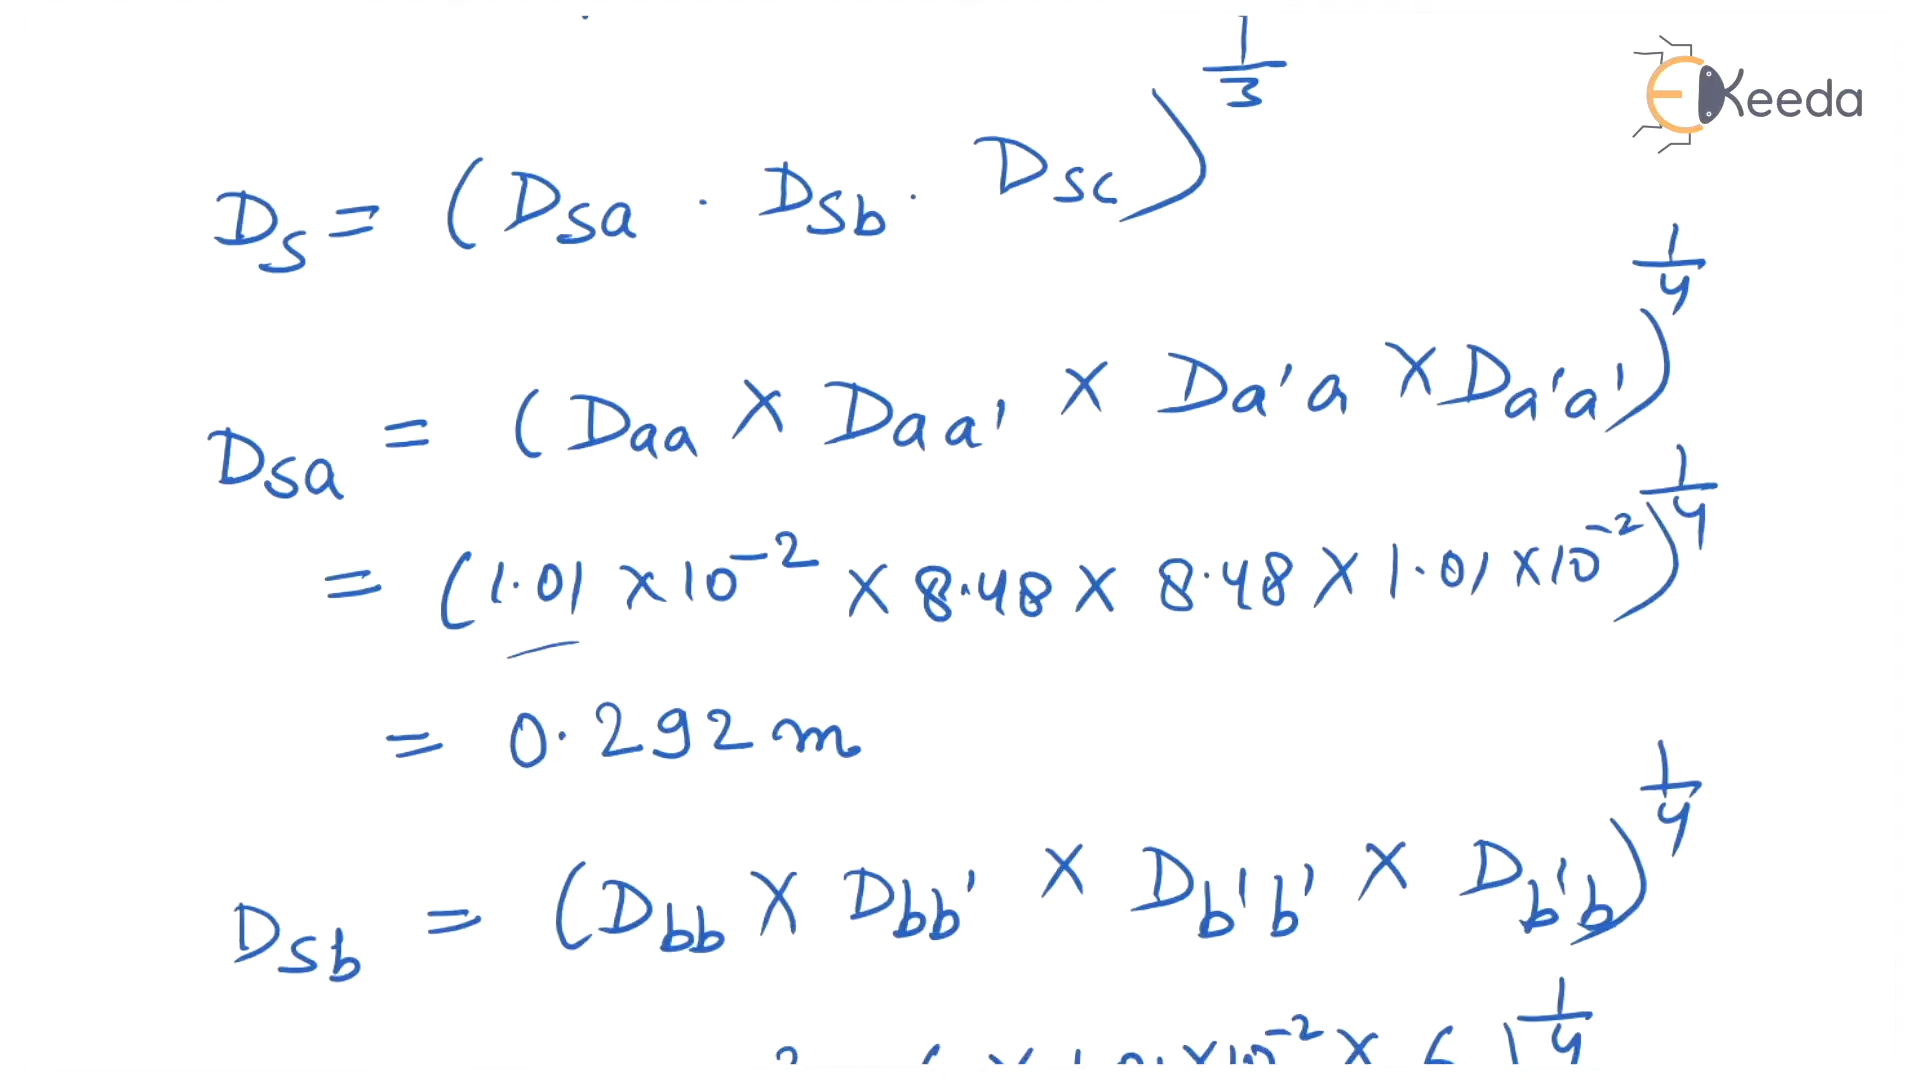 EKeeda
Ds = (Dsa · Dsb · Dsc)^1/3
Dsa = (Daa × Daa' × Da'a × Da'a')^1/4
= (1.01 × 10^-2 × 8.48 × 8.48 × 1.01 × 10^-2)^1/4
= 0.292 m
Dsb = (Dbb × Dbb' × Db'b' × Db'b)^1/4